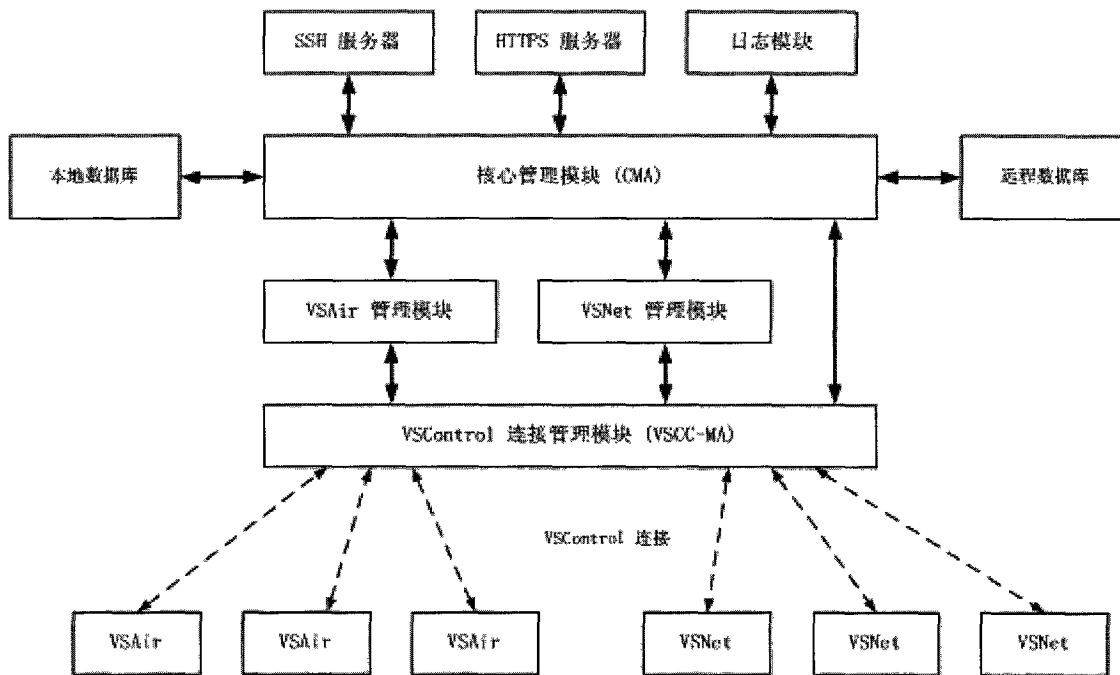 SSH 服务器
HTTPS 服务器
日志模块
本地数据库
核心管理模块 (CMA)
远程数据库
VSAir 管理模块
VSNet 管理模块
VSControl 连接管理模块 (VSCC-MA)
VSControl 连接
VSAir
VSAir
VSAir
VSNet
VSNet
VSNet